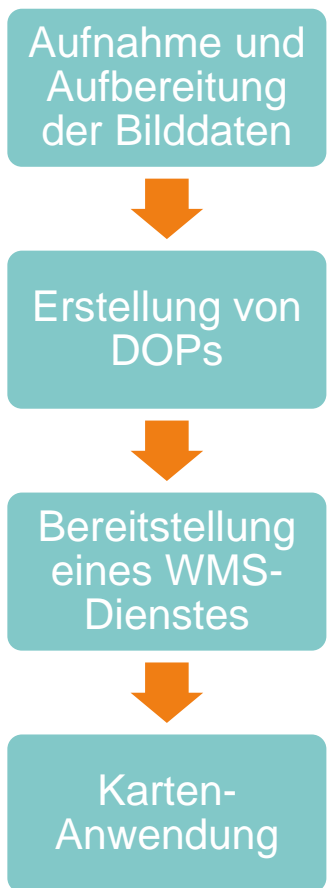 Aufnahme und
Aufbereitung
der Bilddaten
Erstellung von
DOPs
Bereitstellung
eines WMS-
Dienstes
Karten-
Anwendung